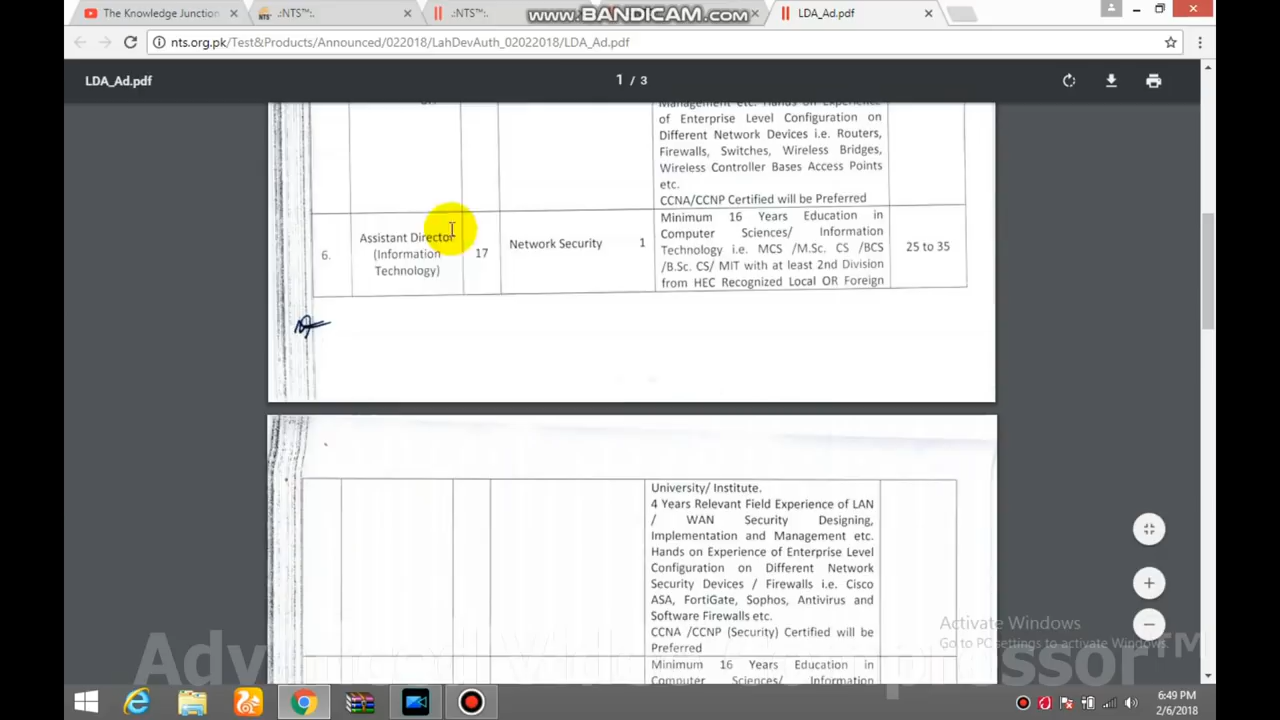 The Knowledge Junction
.:NTS™:.
.:NTS™:.
www.BANDICAM.com
LDA_Ad.pdf
nts.org.pk/Test&Products/Announced/022018/LahDevAuth_02022018/LDA_Ad.pdf
LDA_Ad.pdf
1 / 3
Management etc. Hands on Experience
of Enterprise Level Configuration on
Different Network Devices i.e. Routers,
Firewalls, Switches, Wireless Bridges,
Wireless Controller Bases Access Points
etc.
CCNA/CCNP Certified will be Preferred
6.
Assistant Director
(Information
Technology)
17
Network Security
1
Minimum 16 Years Education in
Computer Sciences/ Information
Technology i.e. MCS /M.Sc. CS /BCS
/B.Sc. CS/ MIT with at least 2nd Division
from HEC Recognized Local OR Foreign
25 to 35
University/ Institute.
4 Years Relevant Field Experience of LAN
/ WAN Security Designing,
Implementation and Management etc.
Hands on Experience of Enterprise Level
Configuration on Different Network
Security Devices / Firewalls i.e. Cisco
ASA, FortiGate, Sophos, Antivirus and
Software Firewalls etc.
CCNA /CCNP (Security) Certified will be
Preferred
Minimum 16 Years Education in
Computer Sciences/ Information
Activate Windows
Go to PC settings to activate Windows.
6:49 PM
2/6/2018